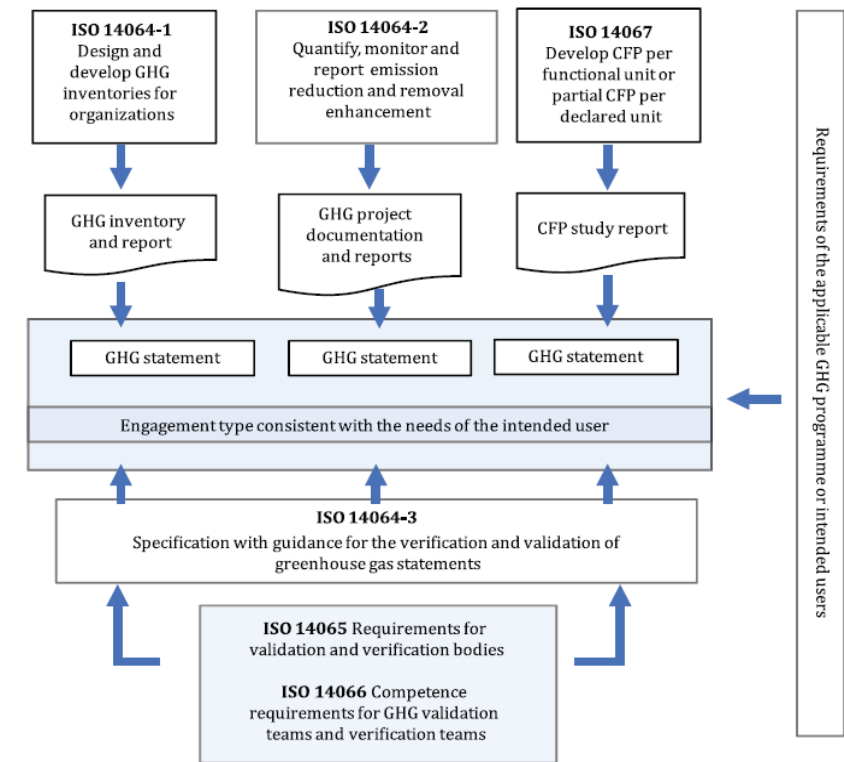 ISO 14064-1
Design and
develop GHG
inventories for
organizations
ISO 14064-2
Quantify, monitor and
report emission
reduction and removal
enhancement
ISO 14067
Develop CFP per
functional unit or
partial CFP per
declared unit
GHG inventory
and report
GHG project
documentation
and reports
CFP study report
GHG statement
GHG statement
GHG statement
Engagement type consistent with the needs of the intended user
ISO 14064-3
Specification with guidance for the verification and validation of
greenhouse gas statements
ISO 14065 Requirements for
validation and verification bodies
ISO 14066 Competence
requirements for GHG validation
teams and verification teams
Requirements of the applicable GHG programme or intended users